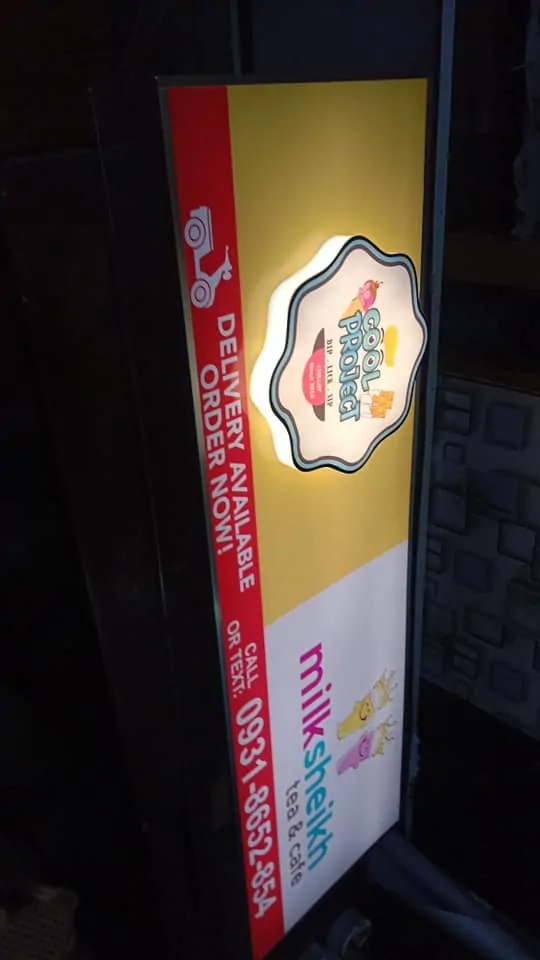 COOL
PROJECT
DIP . LICK . SIP
milksheikh
tea & cafe
DELIVERY AVAILABLE
ORDER NOW!
CALL
OR TEXT:
0931-8652-854